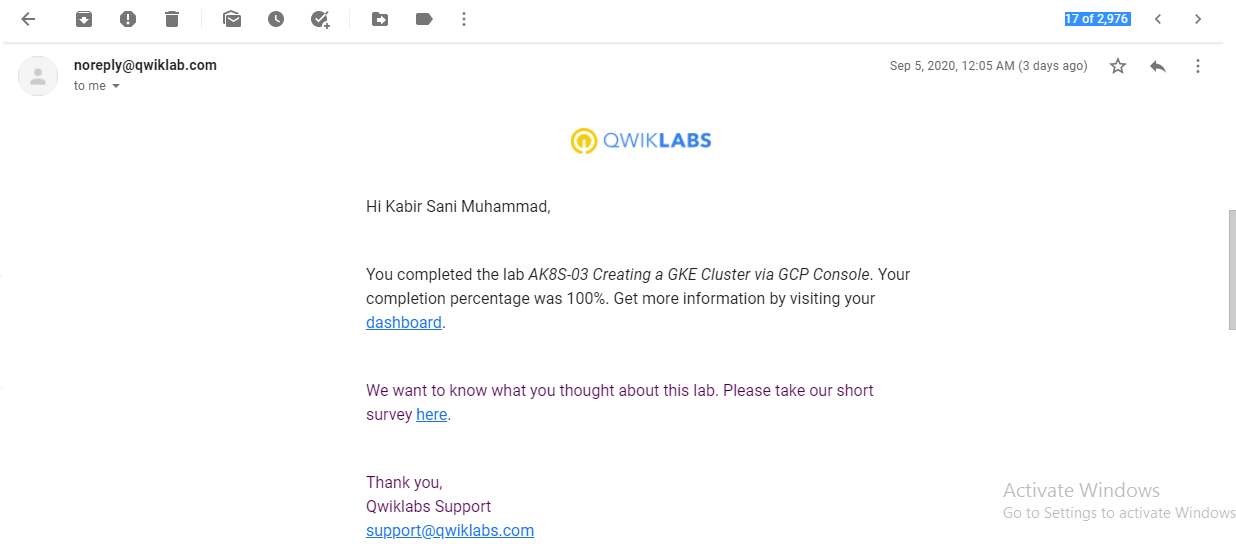 17 of 2,976
noreply@qwiklab.com
Sep 5, 2020, 12:05 AM (3 days ago)
to me
QWIKLABS
Hi Kabir Sani Muhammad,
You completed the lab AK8S-03 Creating a GKE Cluster via GCP Console. Your
completion percentage was 100%. Get more information by visiting your
dashboard.
We want to know what you thought about this lab. Please take our short
survey here.
Thank you,
Qwiklabs Support
support@qwiklabs.com
Activate Windows
Go to Settings to activate Windows